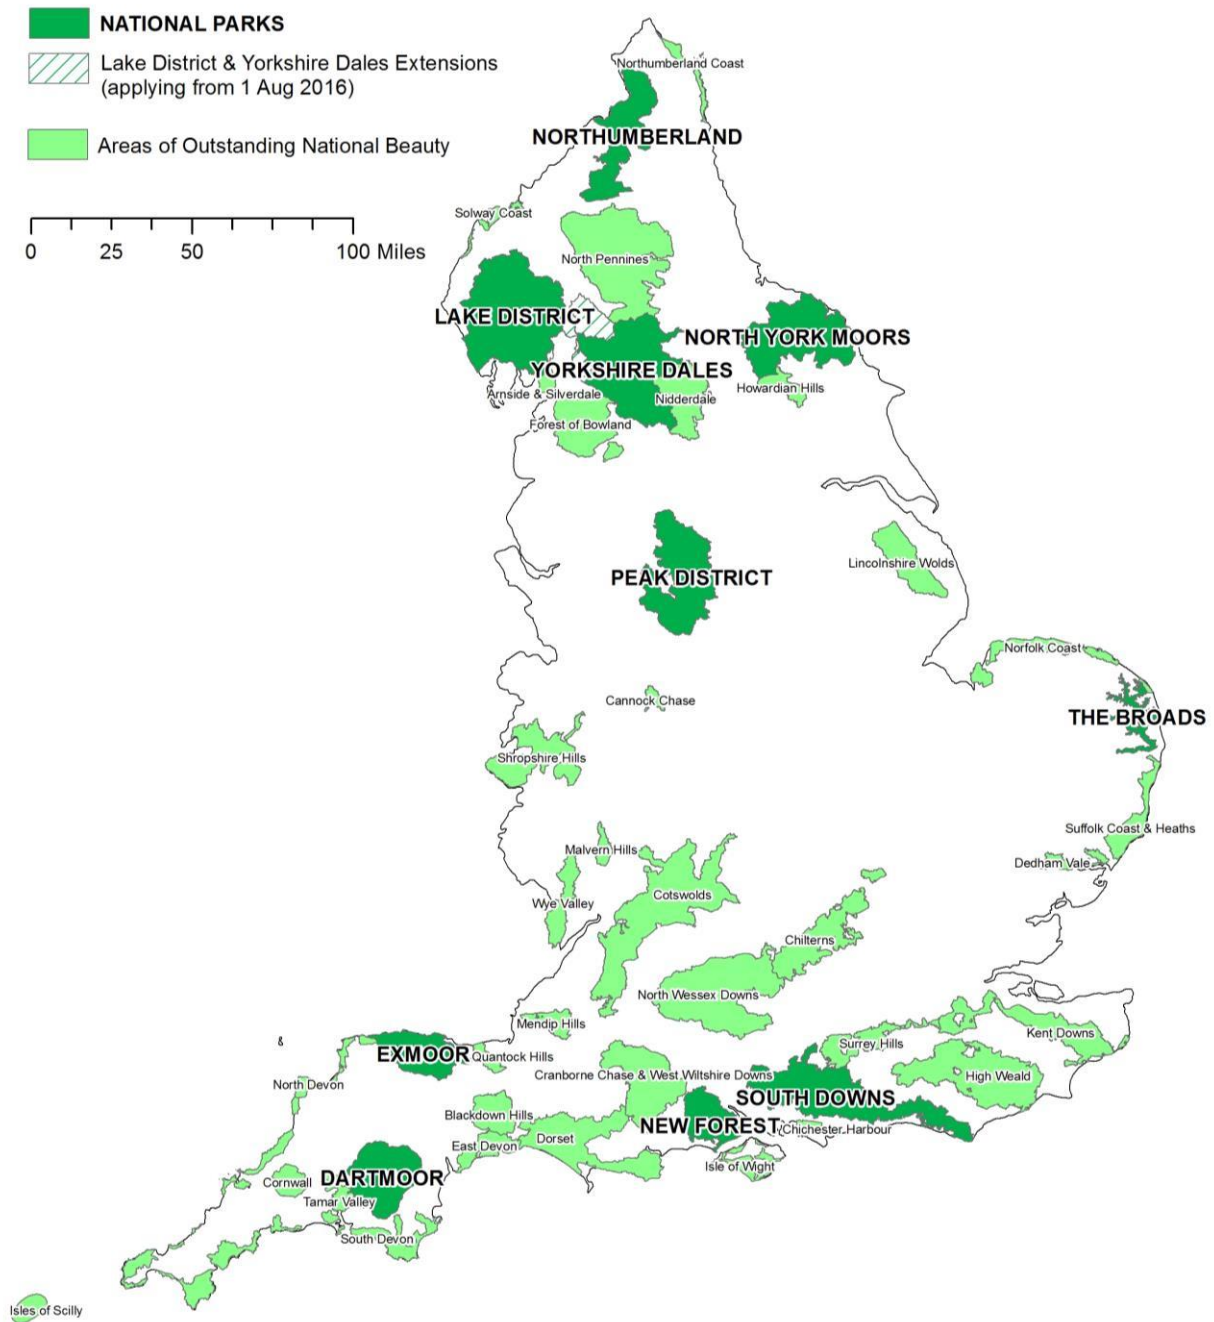 NATIONAL PARKS
Lake District & Yorkshire Dales Extensions
(applying from 1 Aug 2016)
Areas of Outstanding National Beauty
0 25 50 100 Miles
Northumberland Coast
NORTHUMBERLAND
Solway Coast
North Pennines
LAKE DISTRICT
NORTH YORK MOORS
YORKSHIRE DALES
Howardian Hills
Arnside & Silverdale
Nidderdale
Forest of Bowland
Lincolnshire Wolds
PEAK DISTRICT
Norfolk Coast
Cannock Chase
THE BROADS
Shropshire Hills
Suffolk Coast & Heaths
Malvern Hills
Dedham Vale
Cotswolds
Wye Valley
Chilterns
North Wessex Downs
Mendip Hills
Kent Downs
Surrey Hills
EXMOOR
Quantock Hills
Cranborne Chase & West Wiltshire Downs
High Weald
North Devon
SOUTH DOWNS
Blackdown Hills
NEW FOREST
Chichester Harbour
East Devon
Dorset
Isle of Wight
DARTMOOR
Cornwall
Tamar Valley
South Devon
Isles of Scilly